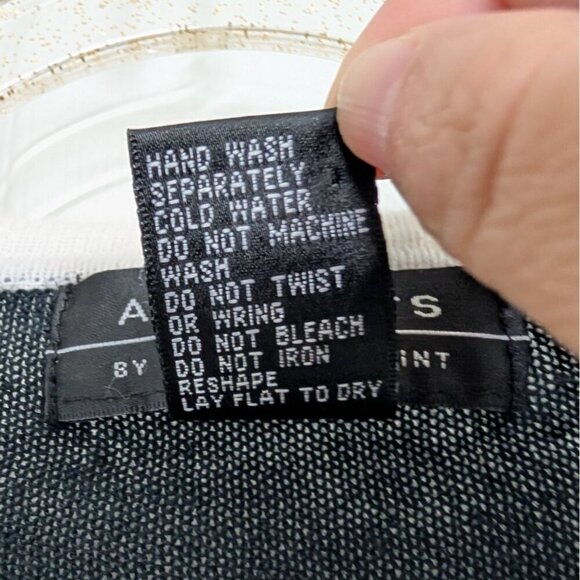 HAND WASH
SEPARATELY
COLD WATER
DO NOT MACHINE
WASH
DO NOT TWIST
OR WRING
DO NOT BLEACH
DO NOT IRON
RESHAPE
LAY FLAT TO DRY
BY